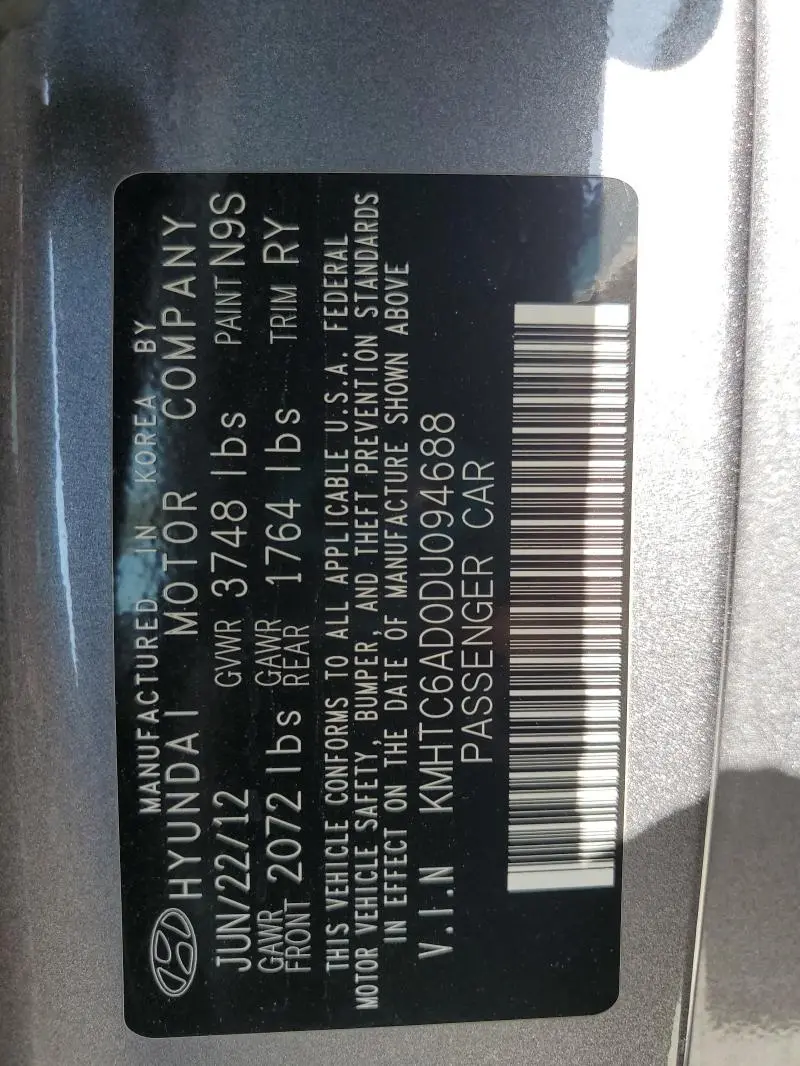 MANUFACTURED IN KOREA BY
HYUNDAI MOTOR COMPANY
JUN/22/12 GVWR 3748 lbs PAINT N9S
GAWR FRONT 2072 lbs GAWR REAR 1764 lbs TRIM RY
THIS VEHICLE CONFORMS TO ALL APPLICABLE U.S.A. FEDERAL
MOTOR VEHICLE SAFETY, BUMPER, AND THEFT PREVENTION STANDARDS
IN EFFECT ON THE DATE OF MANUFACTURE SHOWN ABOVE
V.I.N KMHTC6AD0DU094688
PASSENGER CAR